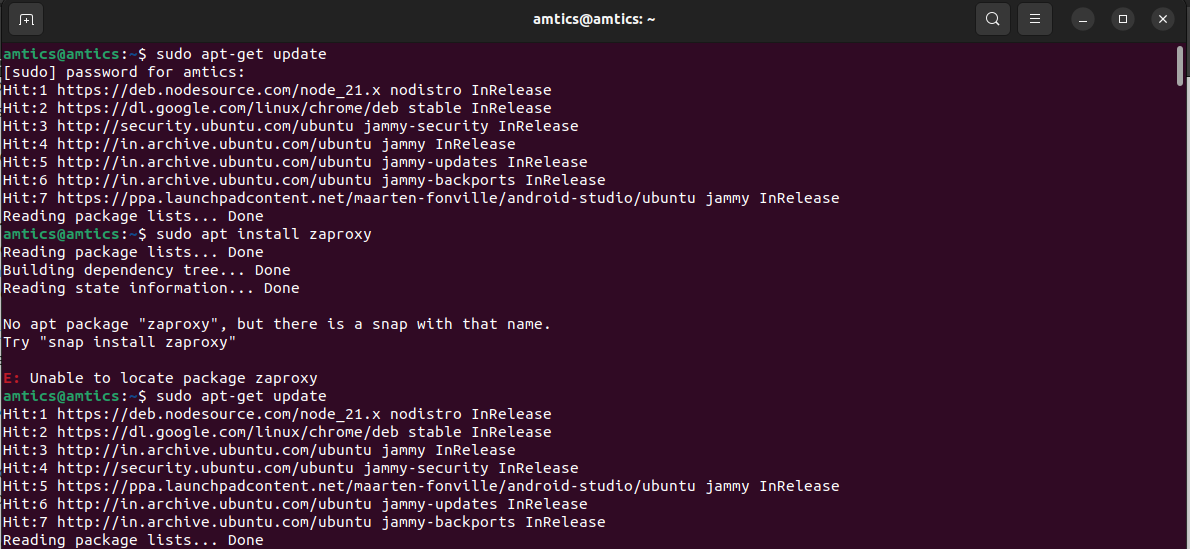 amtics@amtics: ~
amtics@amtics:~$ sudo apt-get update
[sudo] password for amtics:
Hit:1 https://deb.nodesource.com/node_21.x nodistro InRelease
Hit:2 https://dl.google.com/linux/chrome/deb stable InRelease
Hit:3 http://security.ubuntu.com/ubuntu jammy-security InRelease
Hit:4 http://in.archive.ubuntu.com/ubuntu jammy InRelease
Hit:5 http://in.archive.ubuntu.com/ubuntu jammy-updates InRelease
Hit:6 http://in.archive.ubuntu.com/ubuntu jammy-backports InRelease
Hit:7 https://ppa.launchpadcontent.net/maarten-fonville/android-studio/ubuntu jammy InRelease
Reading package lists... Done
amtics@amtics:~$ sudo apt install zaproxy
Reading package lists... Done
Building dependency tree... Done
Reading state information... Done
No apt package "zaproxy", but there is a snap with that name.
Try "snap install zaproxy"
E: Unable to locate package zaproxy
amtics@amtics:~$ sudo apt-get update
Hit:1 https://deb.nodesource.com/node_21.x nodistro InRelease
Hit:2 https://dl.google.com/linux/chrome/deb stable InRelease
Hit:3 http://in.archive.ubuntu.com/ubuntu jammy InRelease
Hit:4 http://security.ubuntu.com/ubuntu jammy-security InRelease
Hit:5 https://ppa.launchpadcontent.net/maarten-fonville/android-studio/ubuntu jammy InRelease
Hit:6 http://in.archive.ubuntu.com/ubuntu jammy-updates InRelease
Hit:7 http://in.archive.ubuntu.com/ubuntu jammy-backports InRelease
Reading package lists... Done